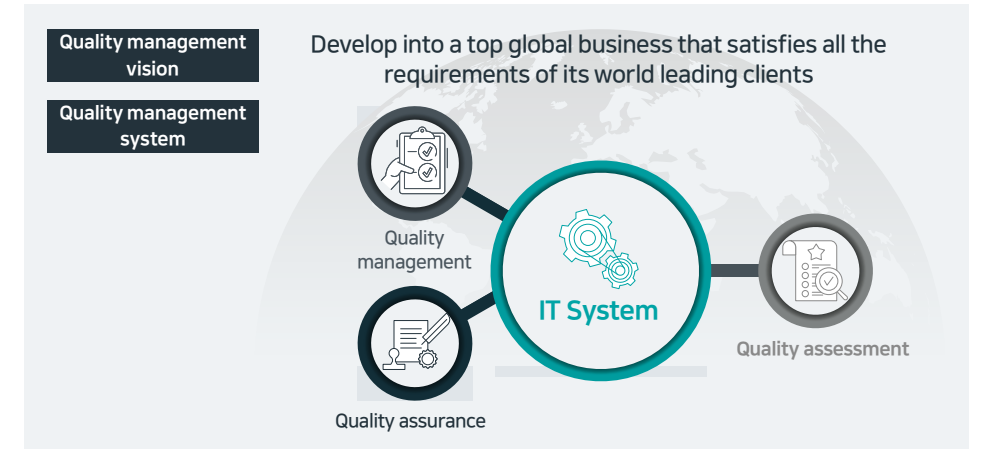 Quality management
vision
Develop into a top global business that satisfies all the
requirements of its world leading clients
Quality management
system
Quality
management
IT System
Quality assessment
Quality assurance